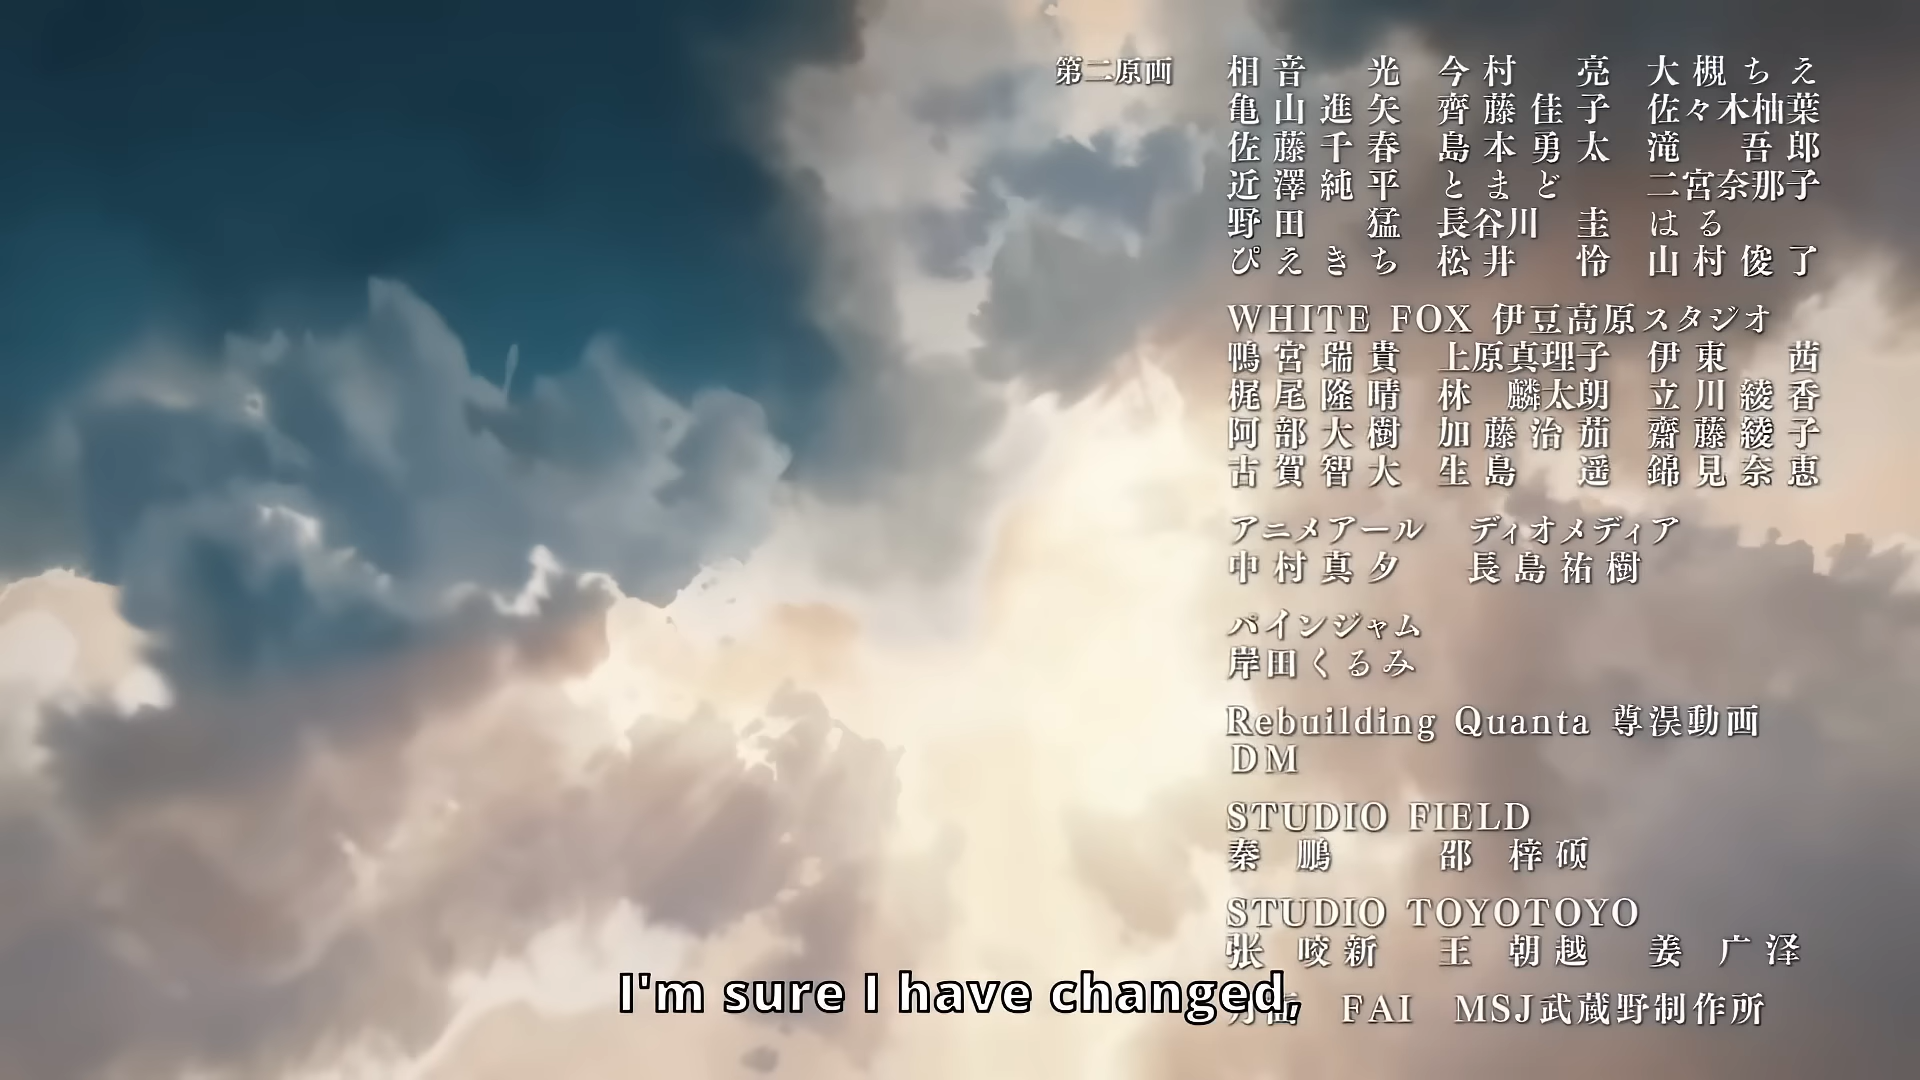 第二原画 相音 光 今村 亮 大槻ちえ
亀山進矢 齊藤佳子 佐々木柚葉
佐藤千春 島本勇太 滝 吾郎
近澤純平 とまど 二宮奈那子
野田 猛 長谷川 圭 はる
ぴえきち 松井 怜 山村俊了
WHITE FOX 伊豆高原スタジオ
鴨宮瑞貴 上原真理子 伊東 茜
梶尾隆晴 林 麟太朗 立川綾香
阿部大樹 加藤治茄 齋藤綾子
古賀智大 生島 遥 錦見奈恵
アニメアール ディオメディア
中村真夕 長島祐樹
パインジャム
岸田くるみ
Rebuilding Quanta 尊淏動画
DM
STUDIO FIELD
秦 鵬 邵 梓硕
STUDIO TOYOTOYO
张 咬新 王 朝越 姜 广泽
I'm sure I have changed,
FAI MSJ武蔵野制作所